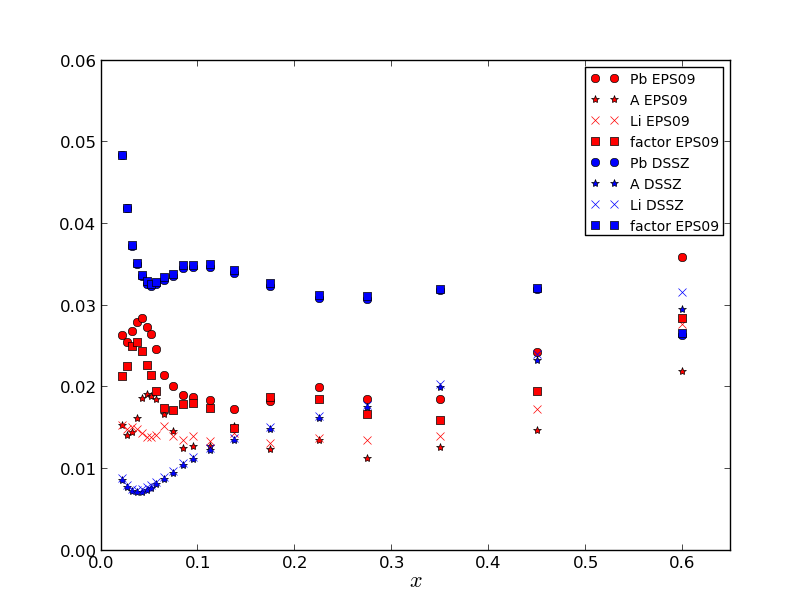 0.06
0.05
0.04
0.03
0.02
0.01
0.00
Pb EPS09
A EPS09
Li EPS09
factor EPS09
Pb DSSZ
A DSSZ
Li DSSZ
factor EPS09
0.0 0.1 0.2 0.3 0.4 0.5 0.6
x